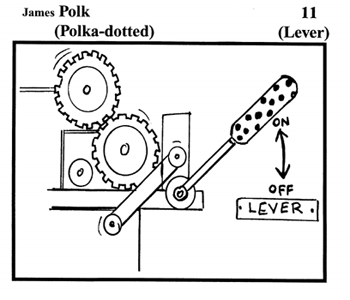 James Polk 11
(Polka-dotted) (Lever)
ON
OFF
LEVER